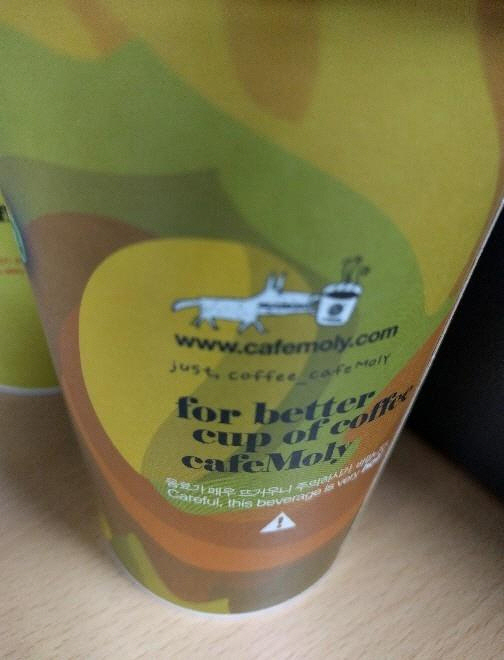 www.cafemoly.com
just, coffee_cafeMoly
for better
cup of coffee
cafeMoly
음료가 매우 뜨거우니 주의하시기 바랍니다
Careful, this beverage is very hot